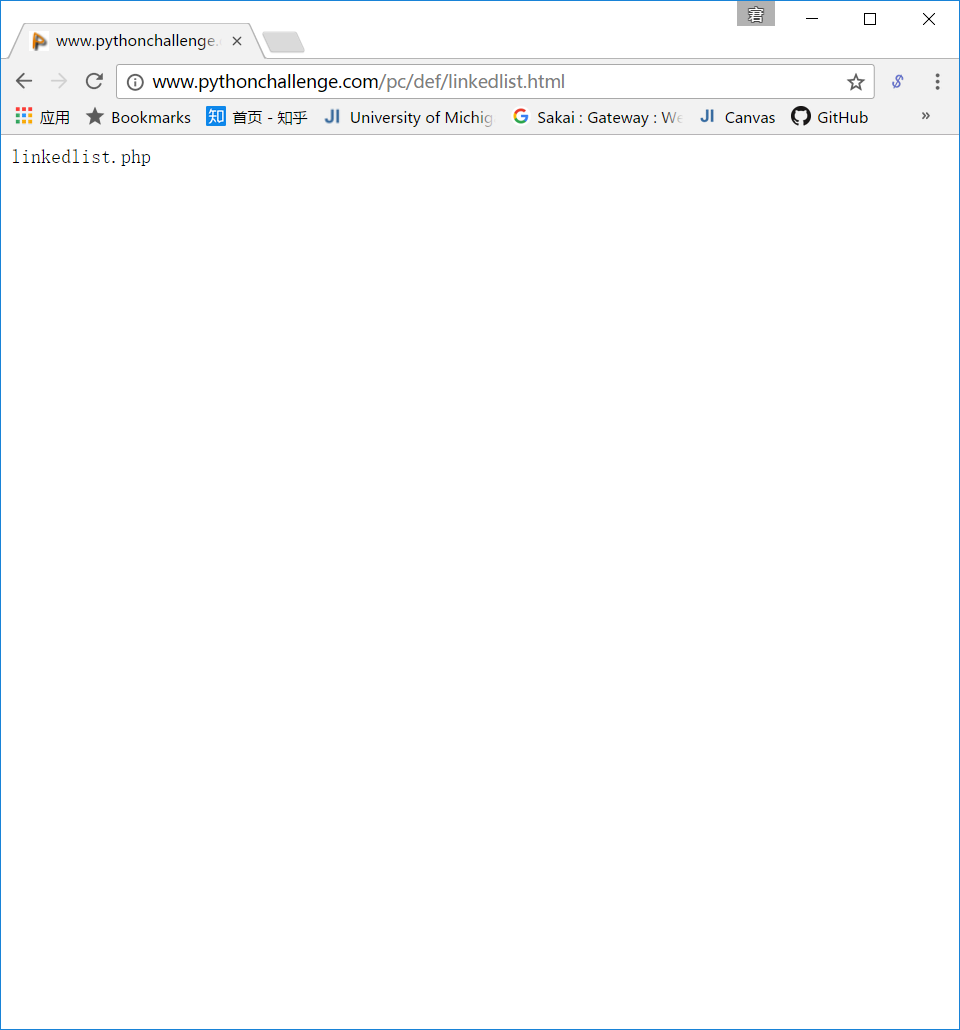 www.pythonchallenge.
www.pythonchallenge.com/pc/def/linkedlist.html
应用 Bookmarks 知 首页 - 知乎 JI University of Michig G Sakai : Gateway : We JI Canvas GitHub »
linkedlist.php